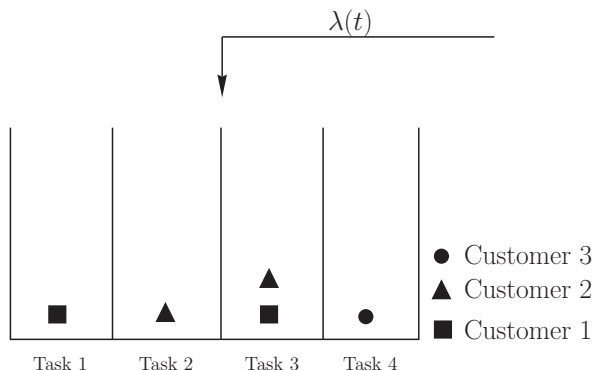 λ(t)
Customer 3
Customer 2
Customer 1
Task 1 Task 2 Task 3 Task 4